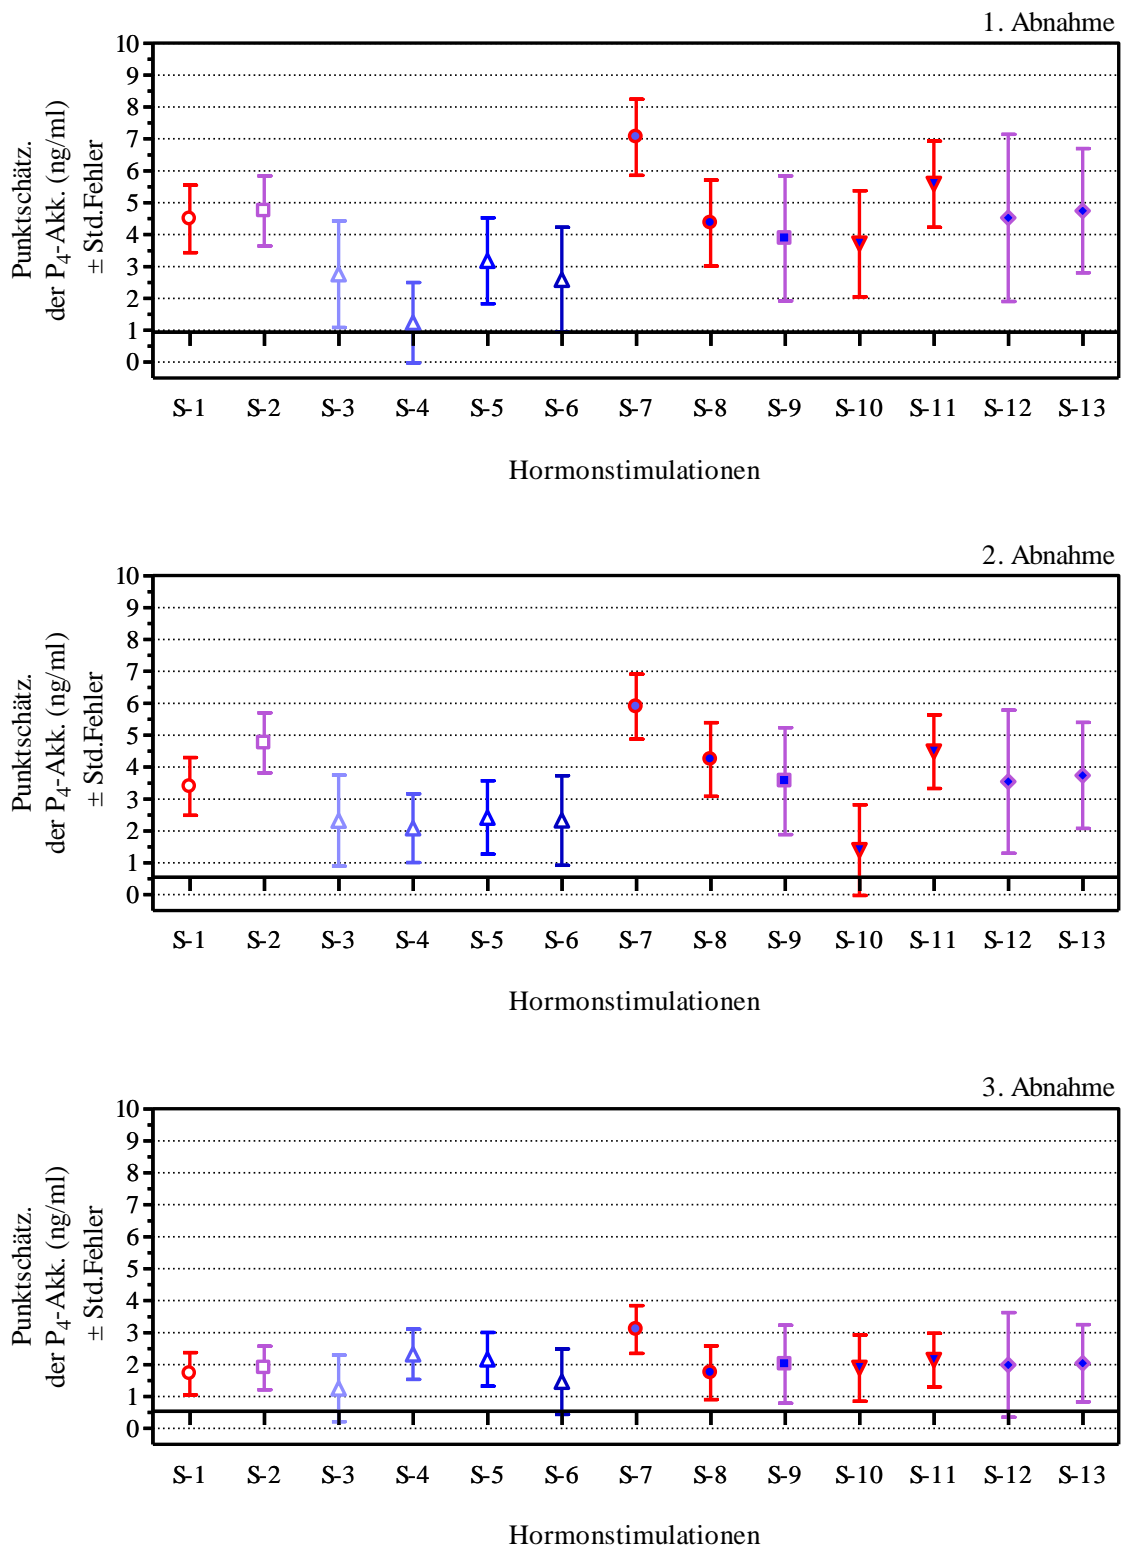 1. Abnahme
Punktschätz.
der P₄-Akk. (ng/ml)
± Std.Fehler
10
9
8
7
6
5
4
3
2
1
0
S-1 S-2 S-3 S-4 S-5 S-6 S-7 S-8 S-9 S-10 S-11 S-12 S-13
Hormonstimulationen
2. Abnahme
Punktschätz.
der P₄-Akk. (ng/ml)
± Std.Fehler
10
9
8
7
6
5
4
3
2
1
0
S-1 S-2 S-3 S-4 S-5 S-6 S-7 S-8 S-9 S-10 S-11 S-12 S-13
Hormonstimulationen
3. Abnahme
Punktschätz.
der P₄-Akk. (ng/ml)
± Std.Fehler
10
9
8
7
6
5
4
3
2
1
0
S-1 S-2 S-3 S-4 S-5 S-6 S-7 S-8 S-9 S-10 S-11 S-12 S-13
Hormonstimulationen